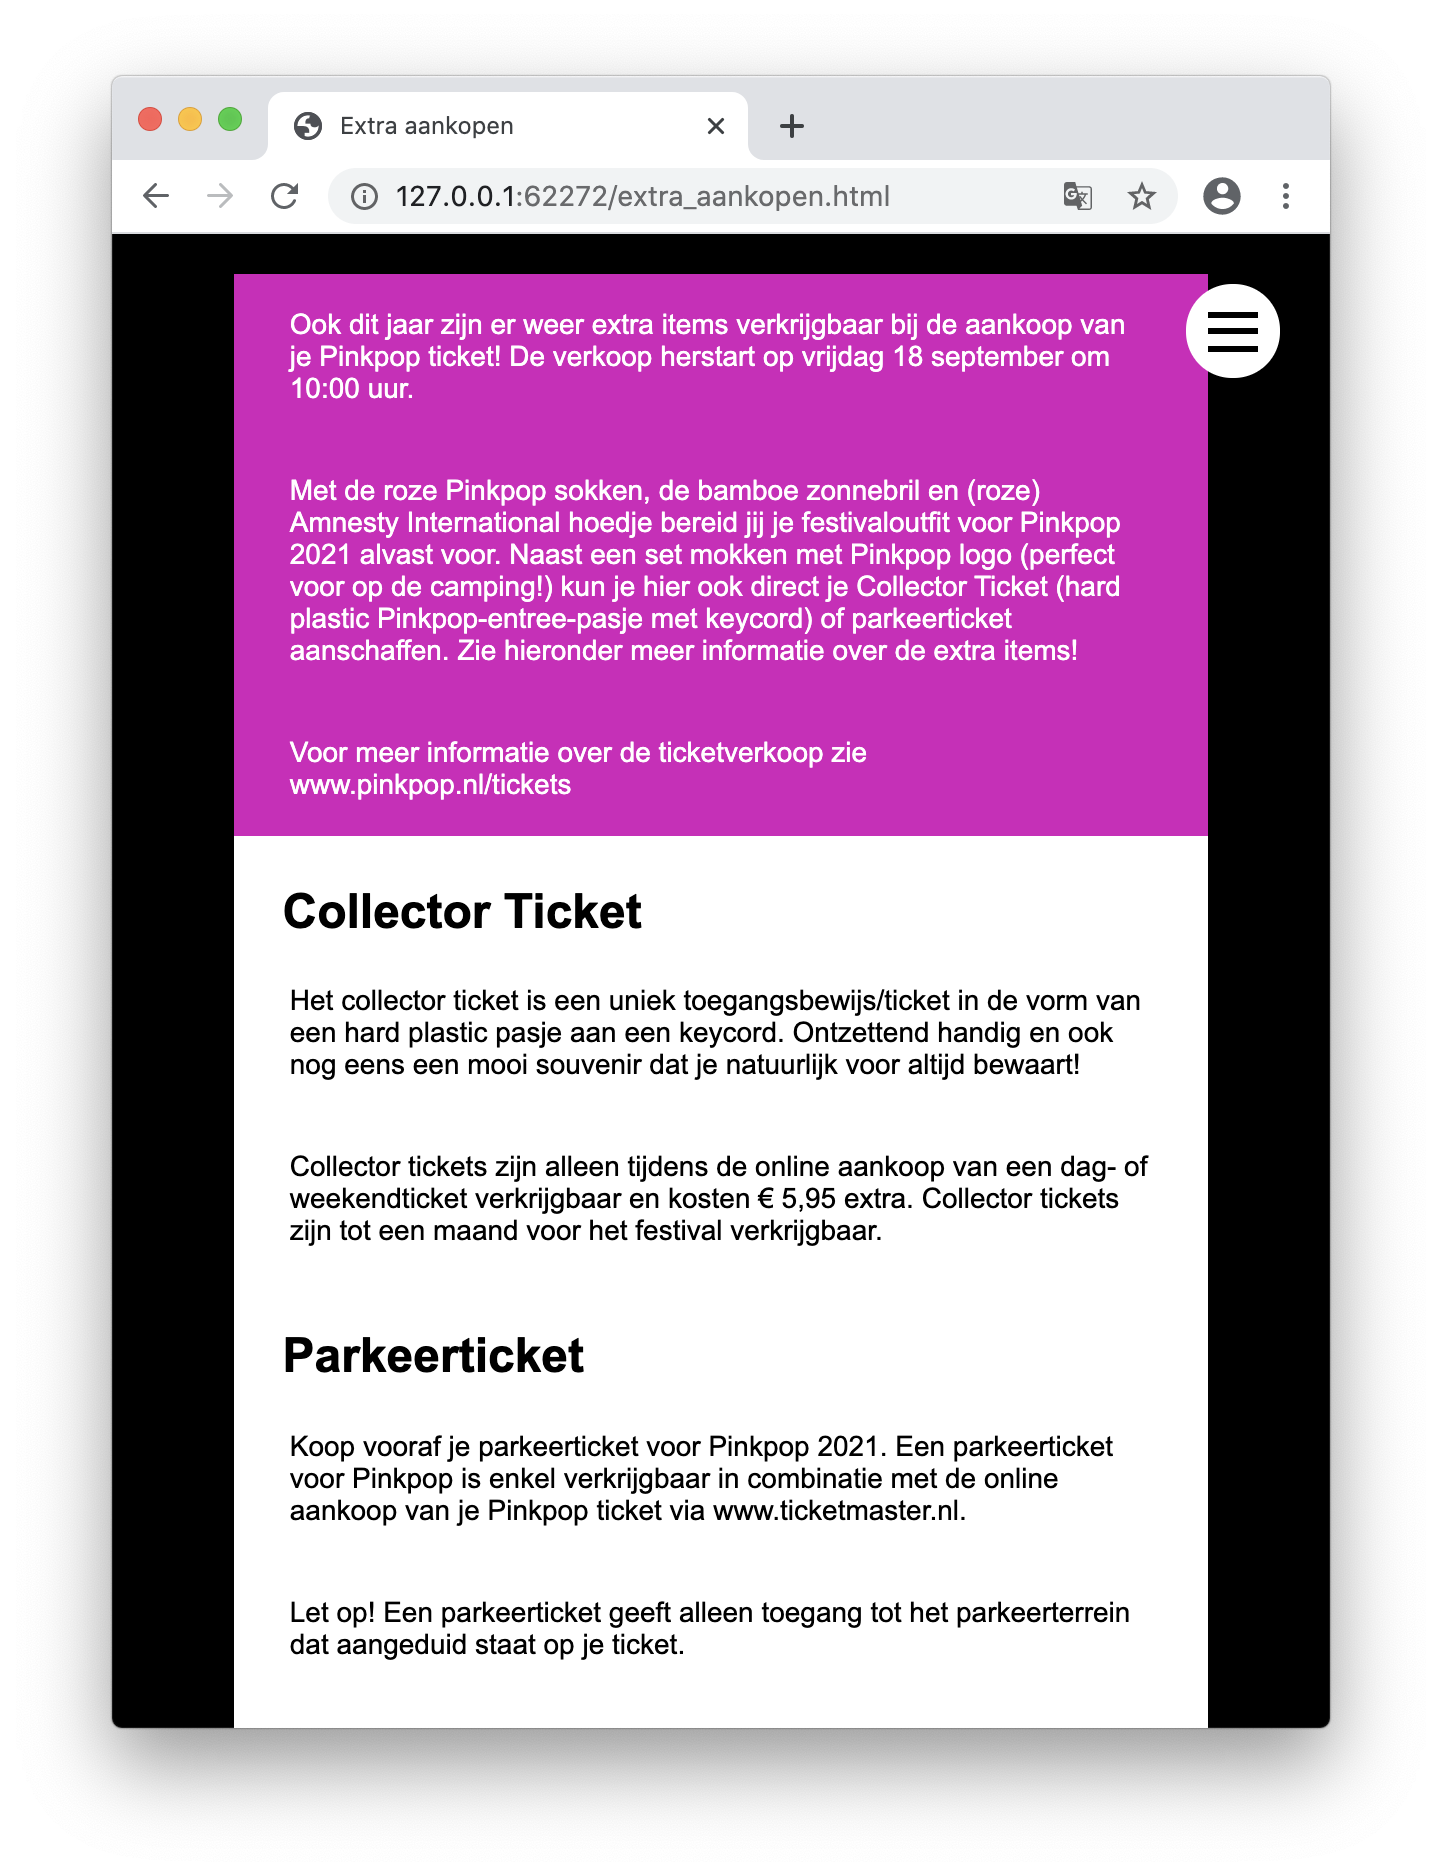 Extra aankopen
127.0.0.1:62272/extra_aankopen.html
Ook dit jaar zijn er weer extra items verkrijgbaar bij de aankoop van
je Pinkpop ticket! De verkoop herstart op vrijdag 18 september om
10:00 uur.
Met de roze Pinkpop sokken, de bamboe zonnebril en (roze)
Amnesty International hoedje bereid jij je festivaloutfit voor Pinkpop
2021 alvast voor. Naast een set mokken met Pinkpop logo (perfect
voor op de camping!) kun je hier ook direct je Collector Ticket (hard
plastic Pinkpop-entree-pasje met keycord) of parkeerticket
aanschaffen. Zie hieronder meer informatie over de extra items!
Voor meer informatie over de ticketverkoop zie
www.pinkpop.nl/tickets
Collector Ticket
Het collector ticket is een uniek toegangsbewijs/ticket in de vorm van
een hard plastic pasje aan een keycord. Ontzettend handig en ook
nog eens een mooi souvenir dat je natuurlijk voor altijd bewaart!
Collector tickets zijn alleen tijdens de online aankoop van een dag- of
weekendticket verkrijgbaar en kosten € 5,95 extra. Collector tickets
zijn tot een maand voor het festival verkrijgbaar.
Parkeerticket
Koop vooraf je parkeerticket voor Pinkpop 2021. Een parkeerticket
voor Pinkpop is enkel verkrijgbaar in combinatie met de online
aankoop van je Pinkpop ticket via www.ticketmaster.nl.
Let op! Een parkeerticket geeft alleen toegang tot het parkeerterrein
dat aangeduid staat op je ticket.